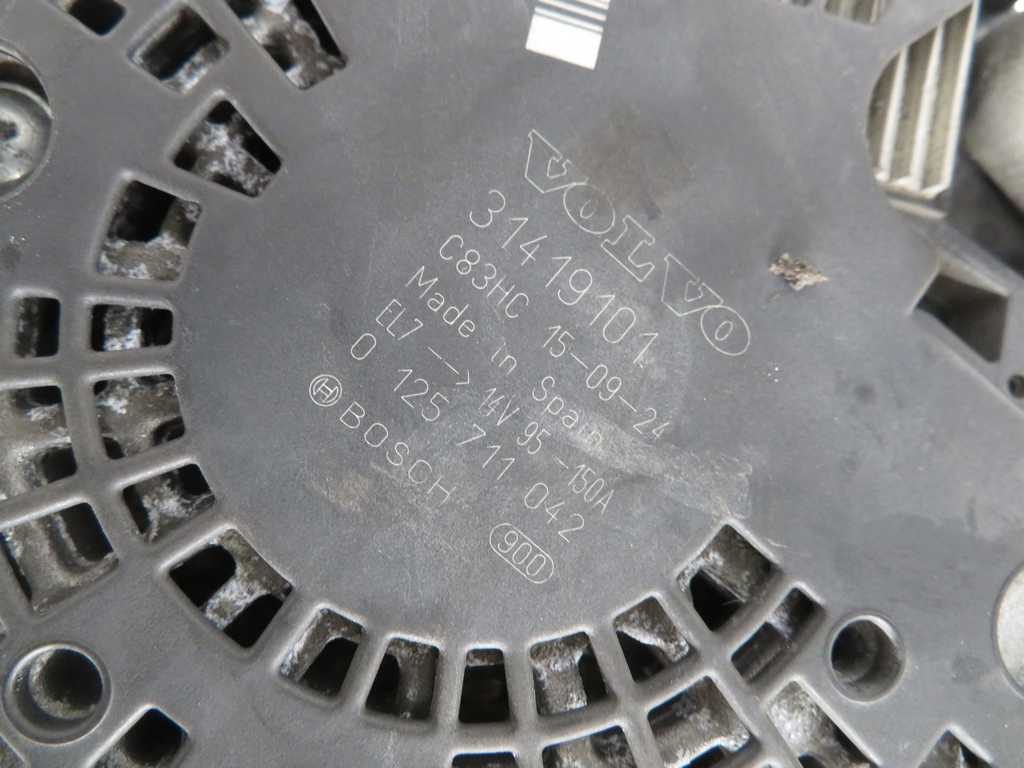 VOLVO
31419101
C83HC 15-09-24
Made in Spain
EL7 --> 14V 95-150A
0 125 711 042
BOSCH
900